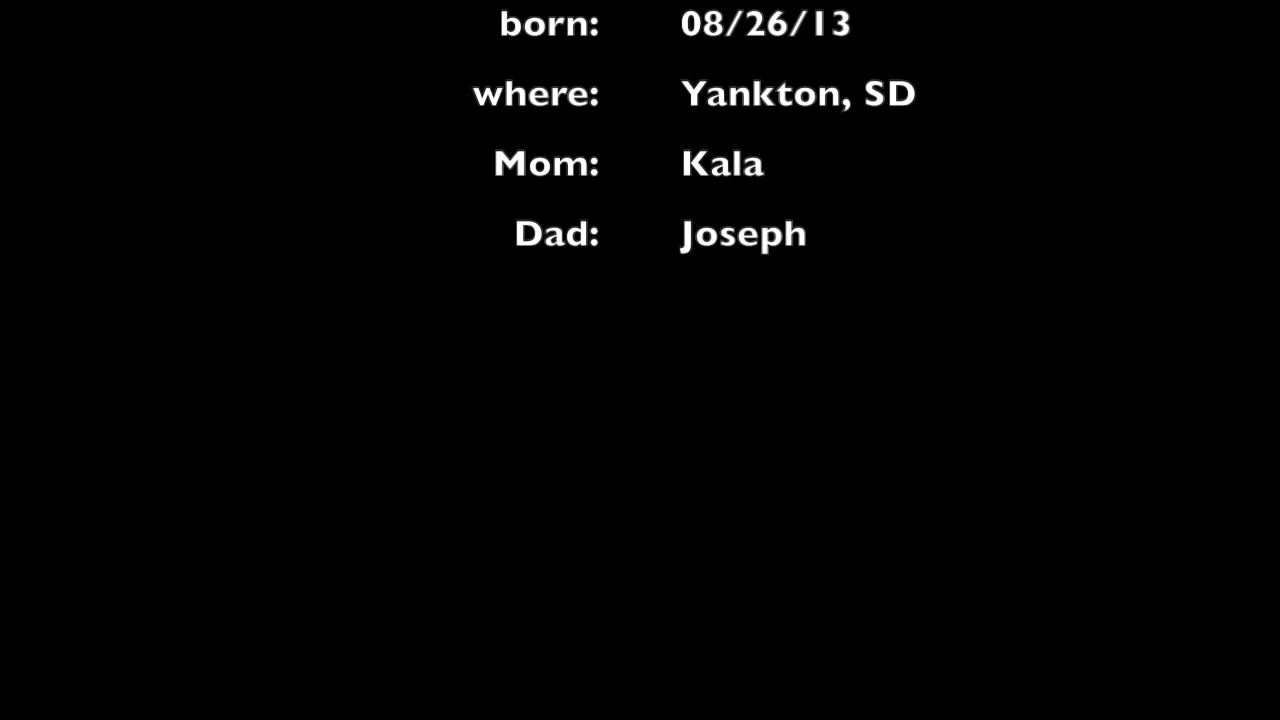 born: 08/26/13
where: Yankton, SD
Mom: Kala
Dad: Joseph